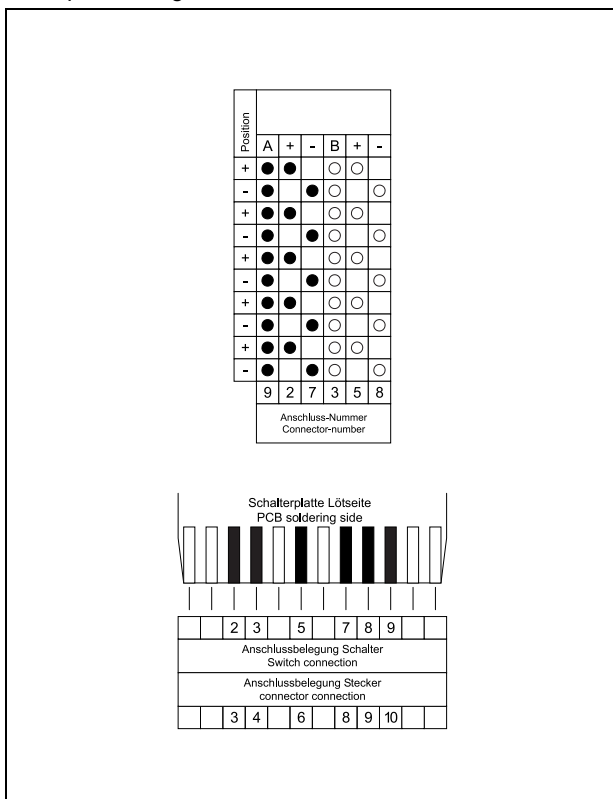 Position
A + - B + -
+
-
+
-
+
-
+
-
+
-
9 2 7 3 5 8
Anschluss-Nummer
Connector-number
Schalterplatte Lötseite
PCB soldering side
2 3 5 7 8 9
Anschlussbelegung Schalter
Switch connection
Anschlussbelegung Stecker
connector connection
3 4 6 8 9 10